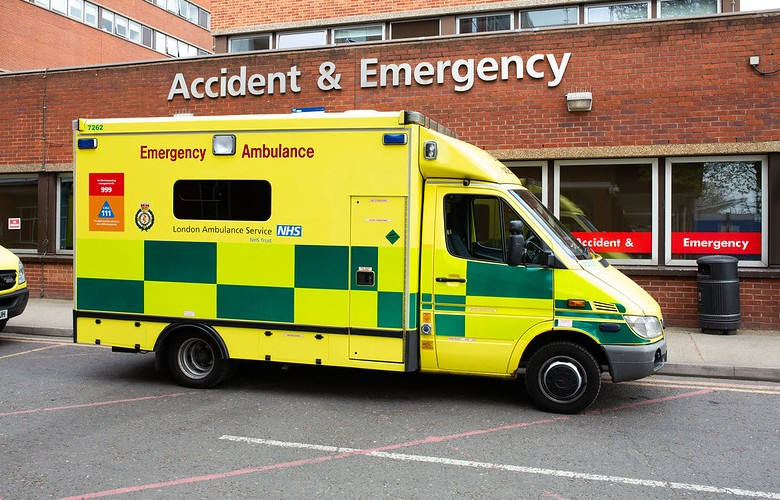 Accident & Emergency
7262
Emergency Ambulance
999
111
London Ambulance Service NHS
NHS Trust
Accident &
Emergency